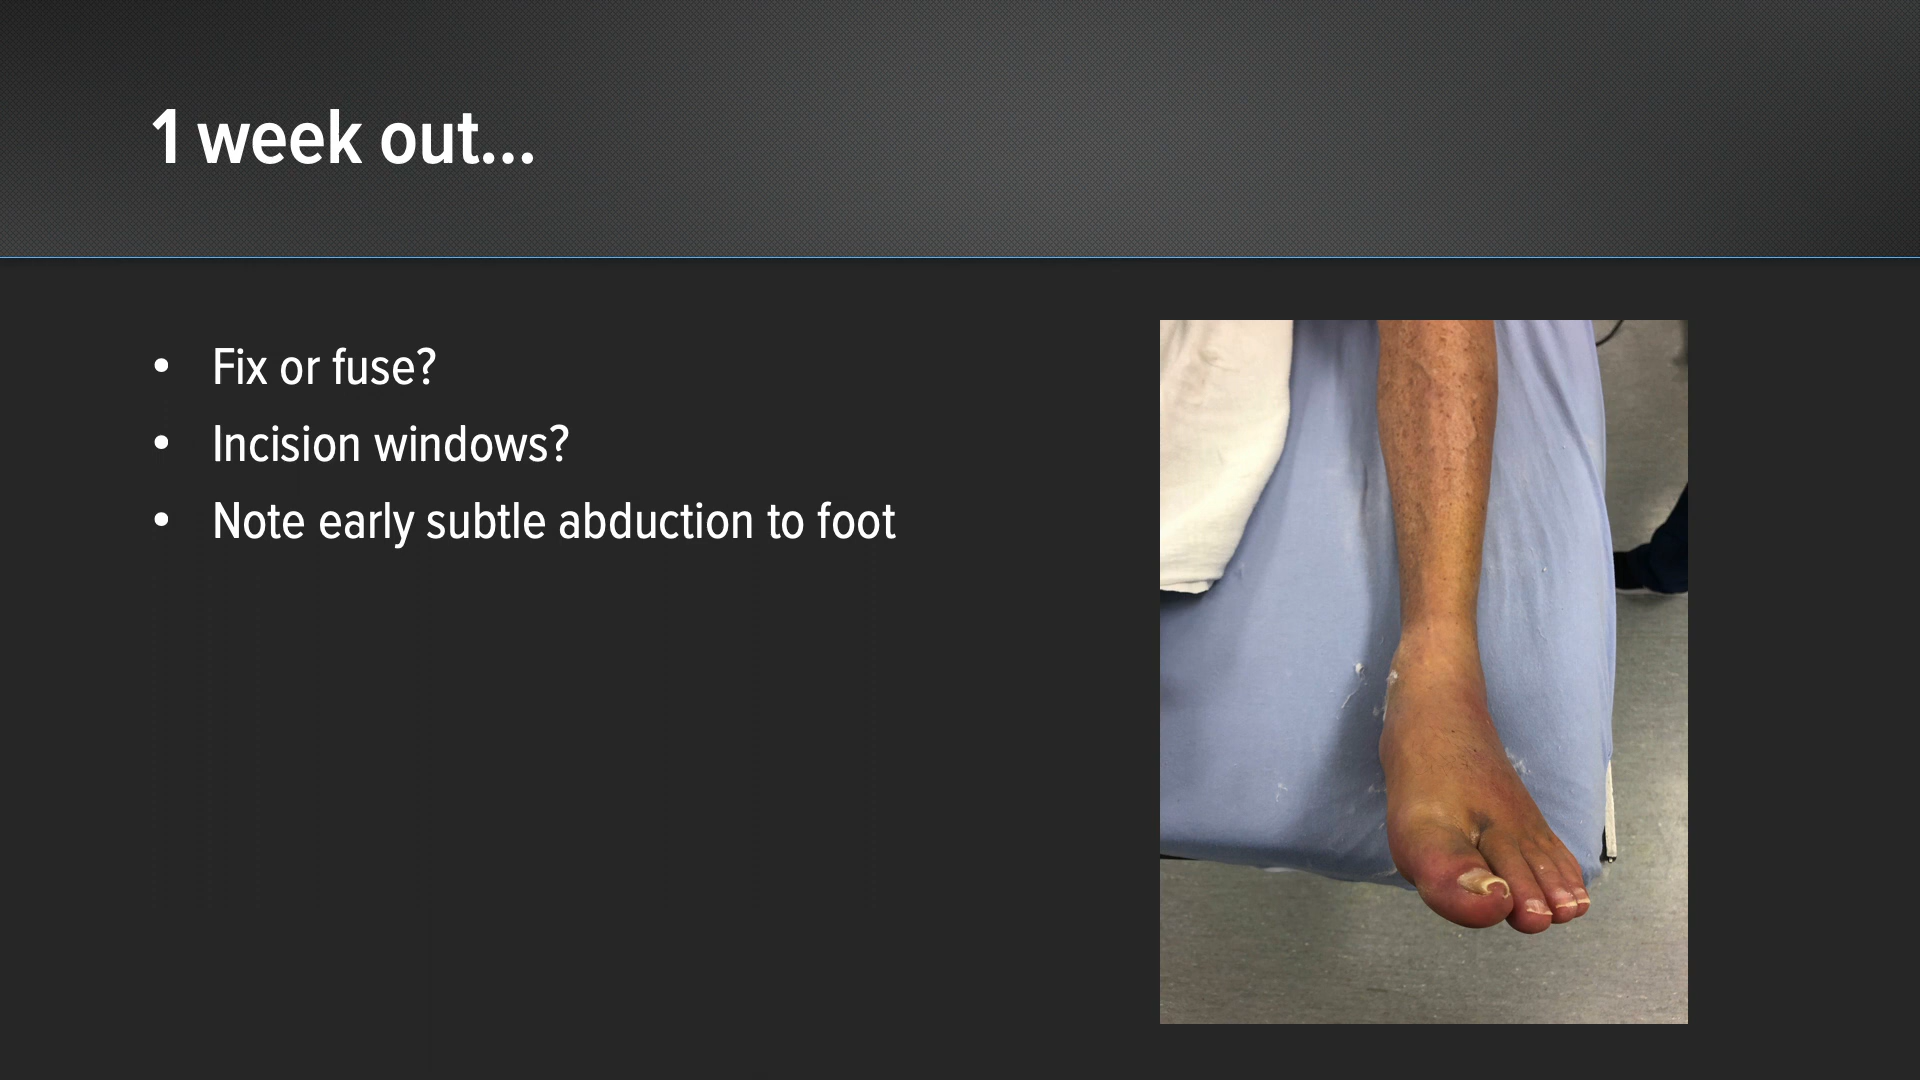 1 week out...
• Fix or fuse?
• Incision windows?
• Note early subtle abduction to foot